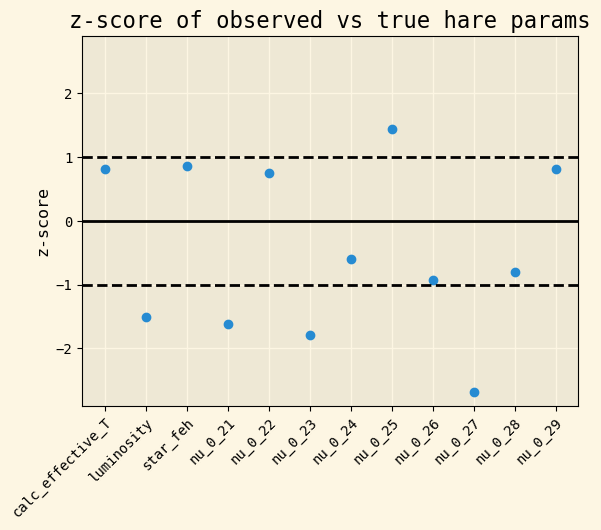 z-score of observed vs true hare params
z-score
2
1
0
−1
−2
calc_effective_T
luminosity
star_feh
nu_0_21
nu_0_22
nu_0_23
nu_0_24
nu_0_25
nu_0_26
nu_0_27
nu_0_28
nu_0_29